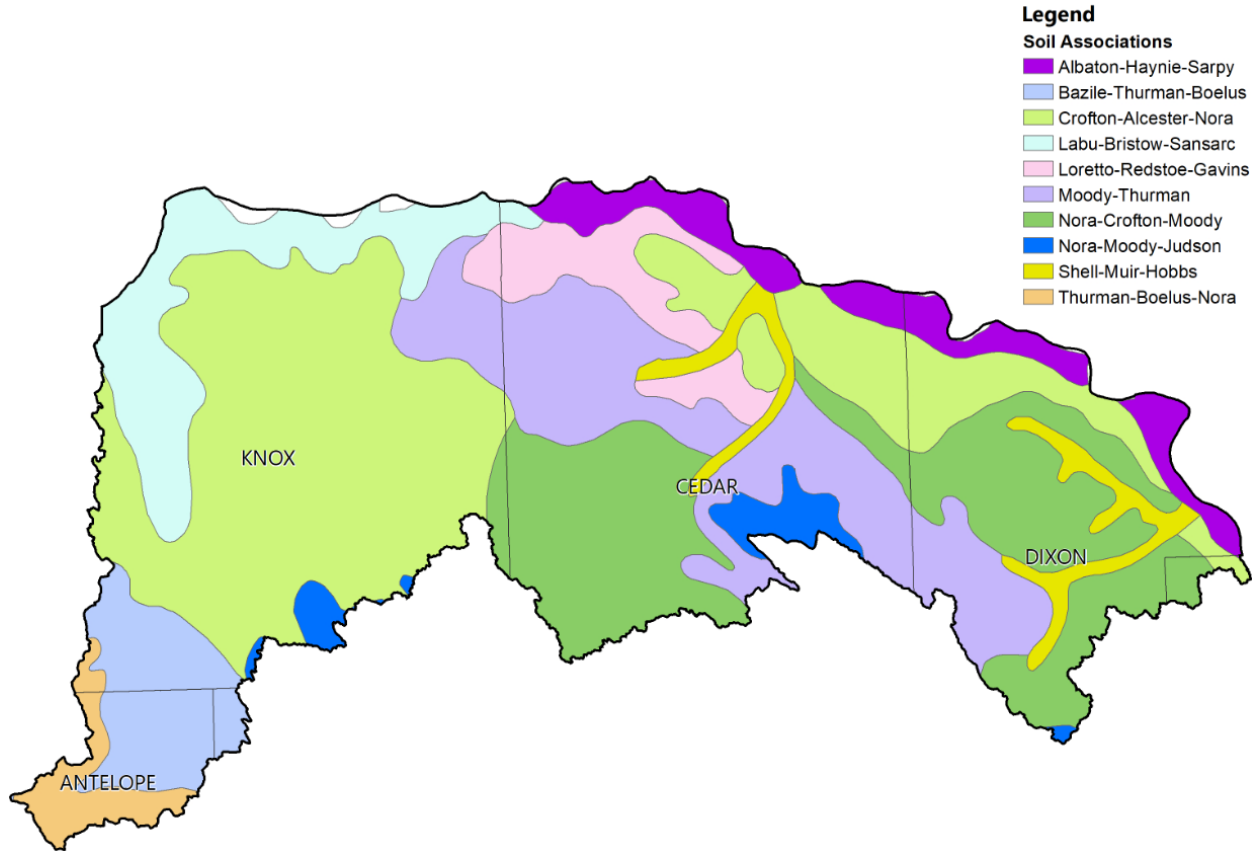 Legend
Soil Associations
Albaton-Haynie-Sarpy
Bazile-Thurman-Boelus
Crofton-Alcester-Nora
Labu-Bristow-Sansarc
Loretto-Redstoe-Gavins
Moody-Thurman
Nora-Crofton-Moody
Nora-Moody-Judson
Shell-Muir-Hobbs
Thurman-Boelus-Nora
KNOX
CEDAR
DIXON
ANTELOPE